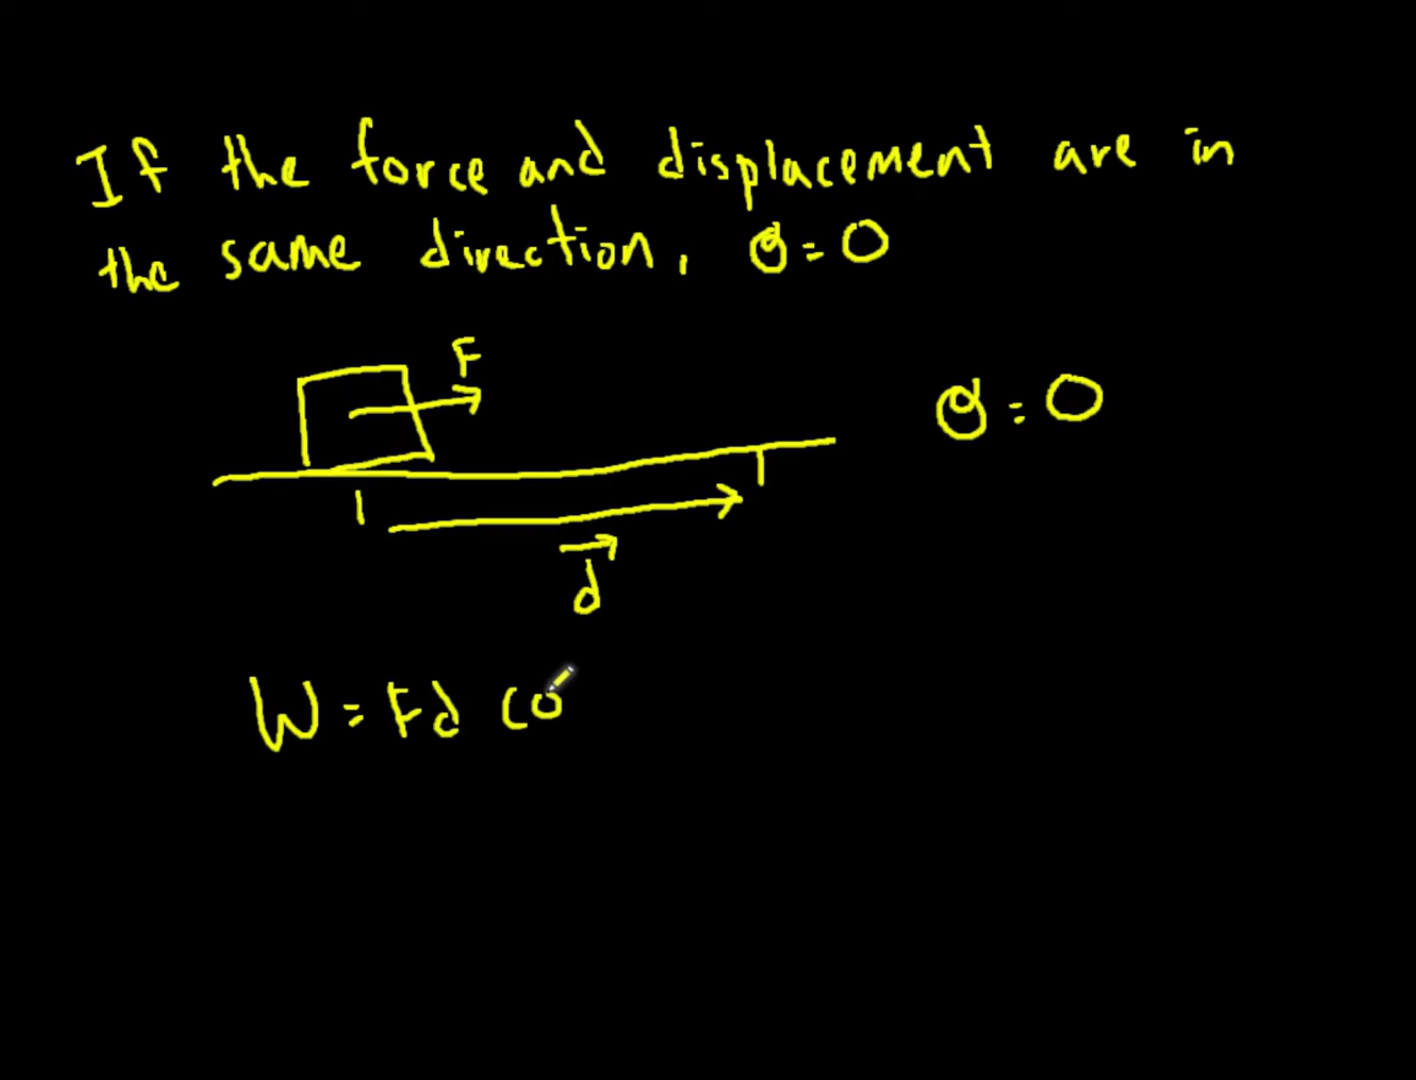 If the force and displacement are in
the same direction, θ = 0
F
θ = 0
d
W = Fd co